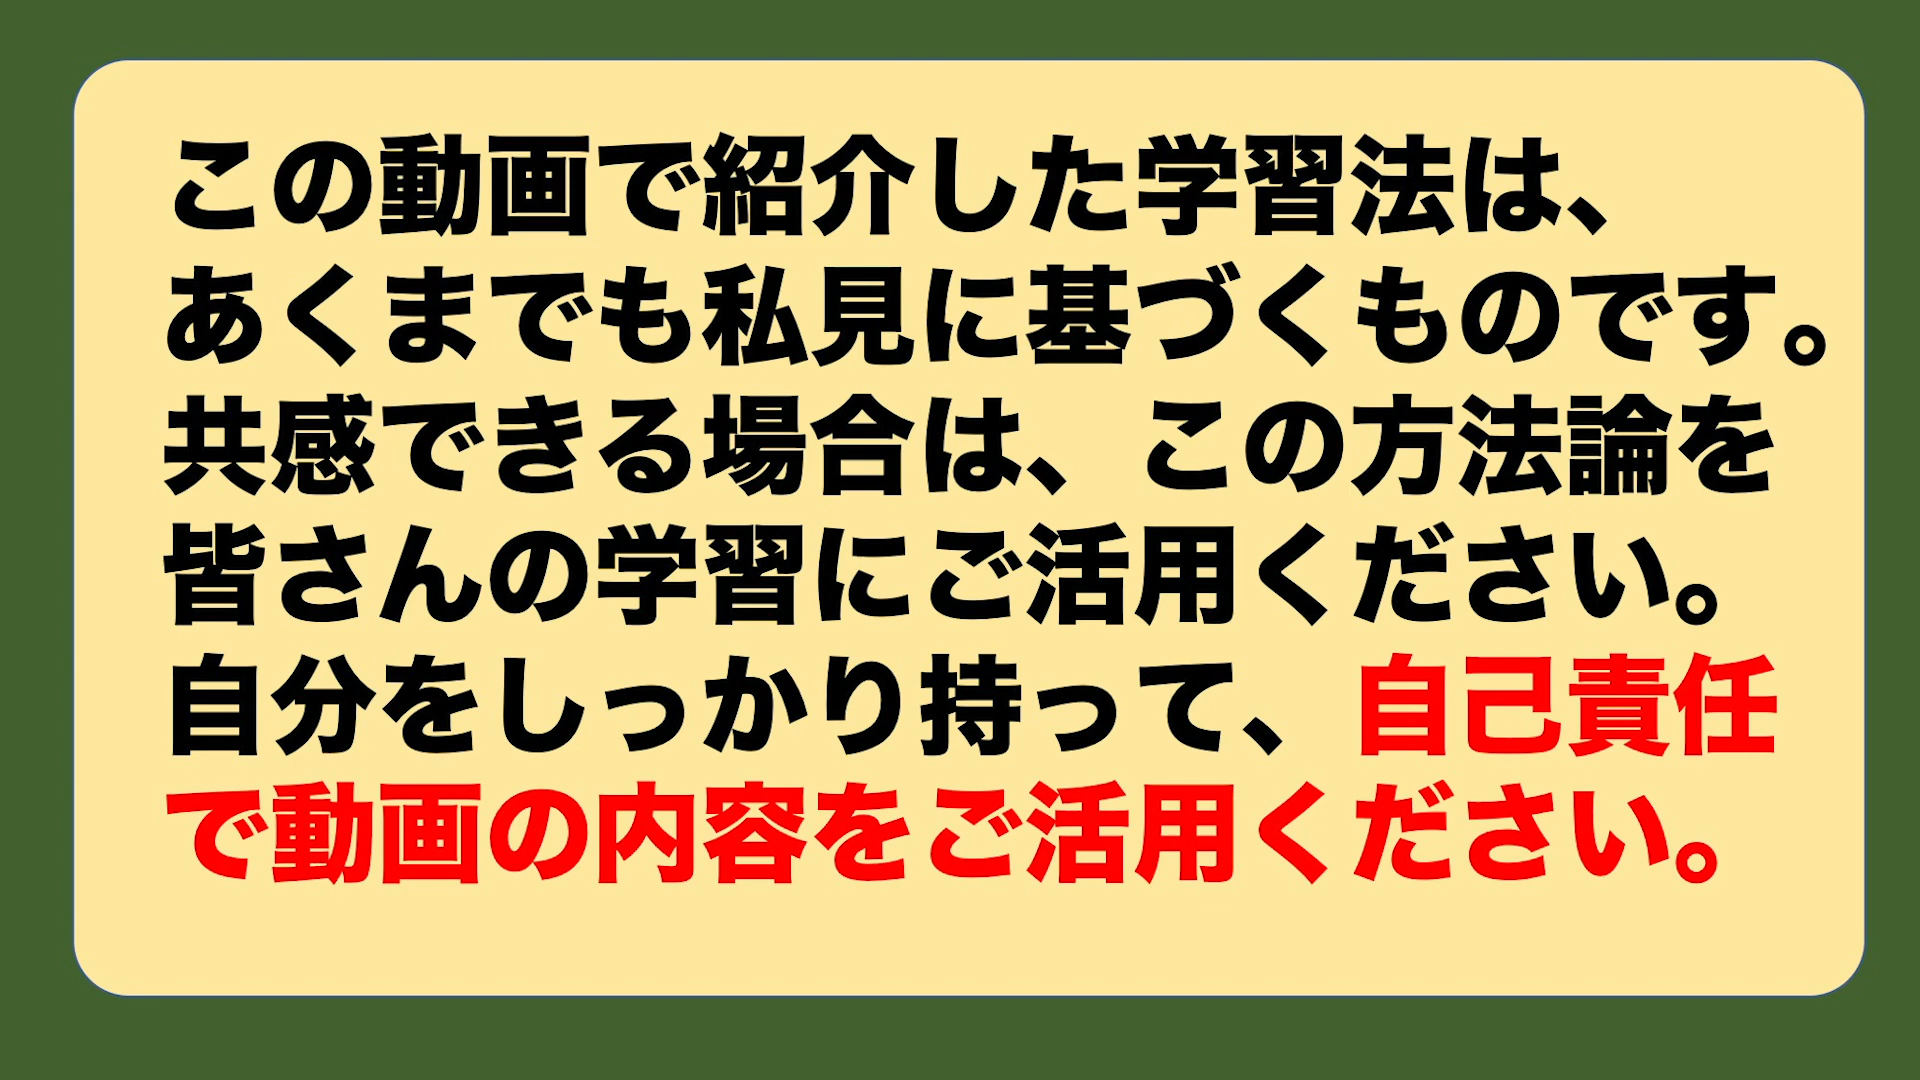 この動画で紹介した学習法は、
あくまでも私見に基づくものです。
共感できる場合は、この方法論を
皆さんの学習にご活用ください。
自分をしっかり持って、自己責任
で動画の内容をご活用ください。